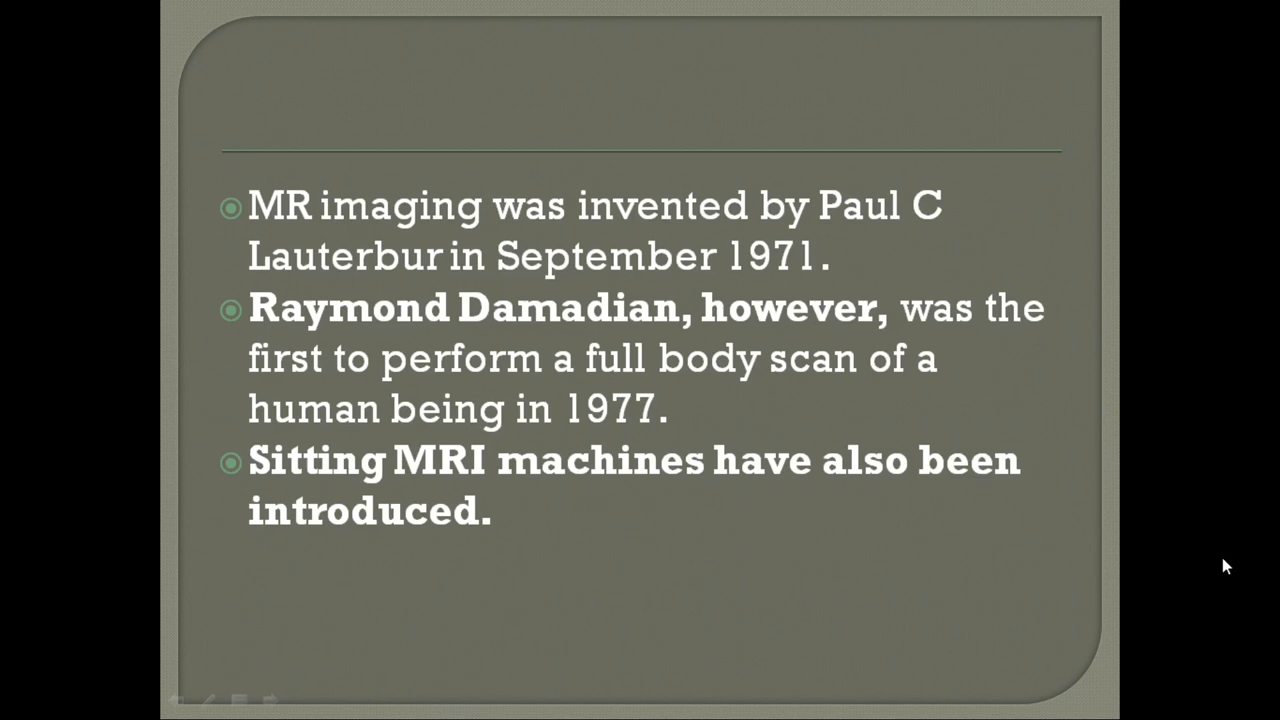 MR imaging was invented by Paul C
Lauterbur in September 1971.
Raymond Damadian, however, was the
first to perform a full body scan of a
human being in 1977.
Sitting MRI machines have also been
introduced.